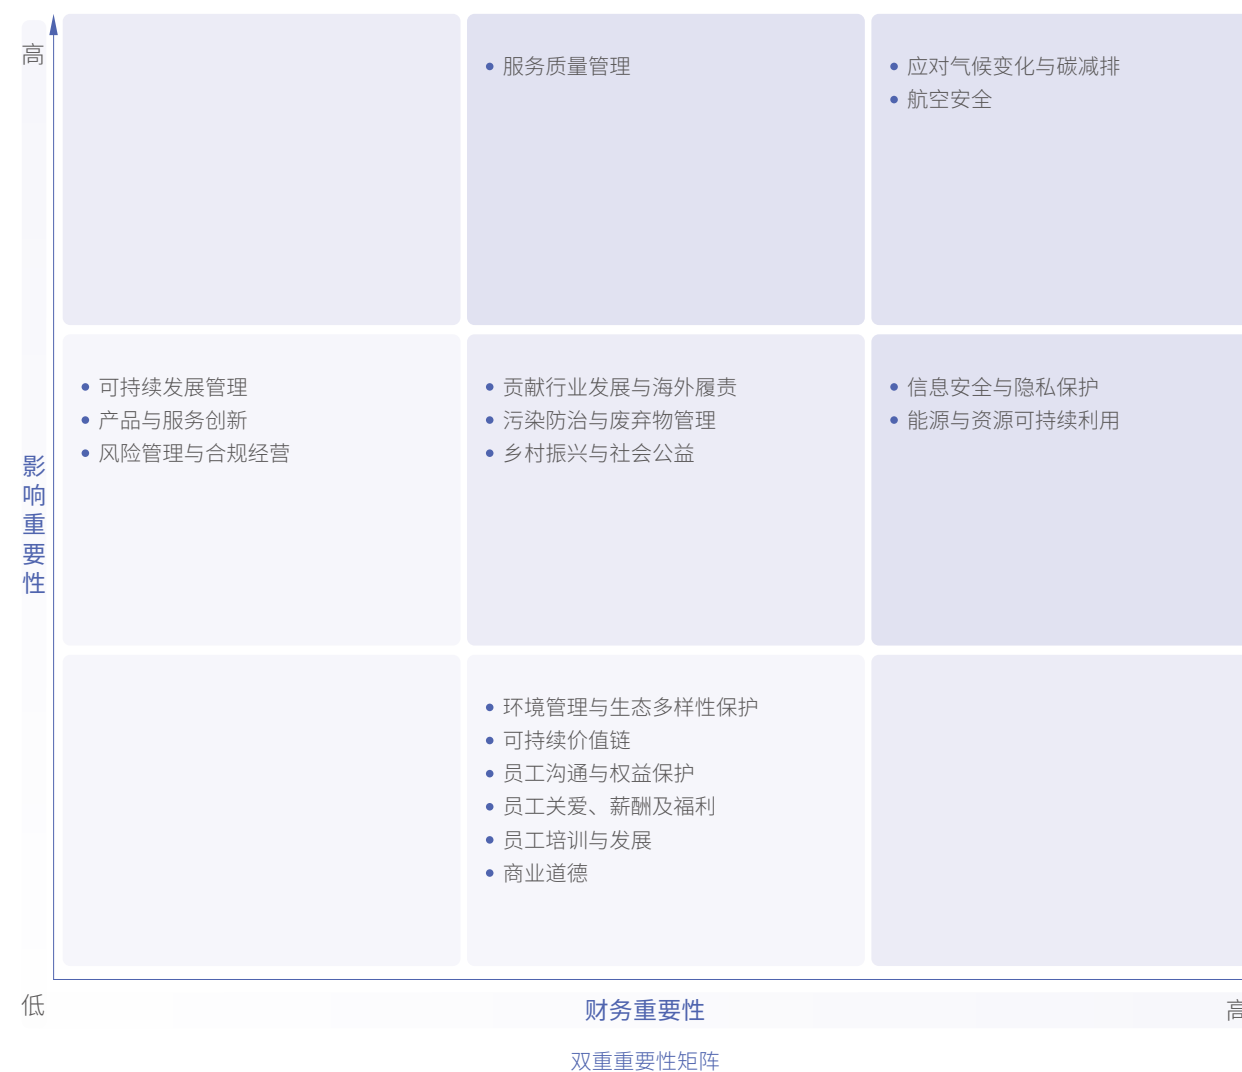 高
服务质量管理
应对气候变化与碳减排
航空安全
可持续发展管理
产品与服务创新
风险管理与合规经营
贡献行业发展与海外履责
污染防治与废弃物管理
乡村振兴与社会公益
信息安全与隐私保护
能源与资源可持续利用
影响重要性
环境管理与生态多样性保护
可持续价值链
员工沟通与权益保护
员工关爱、薪酬及福利
员工培训与发展
商业道德
低
财务重要性
高
双重重要性矩阵